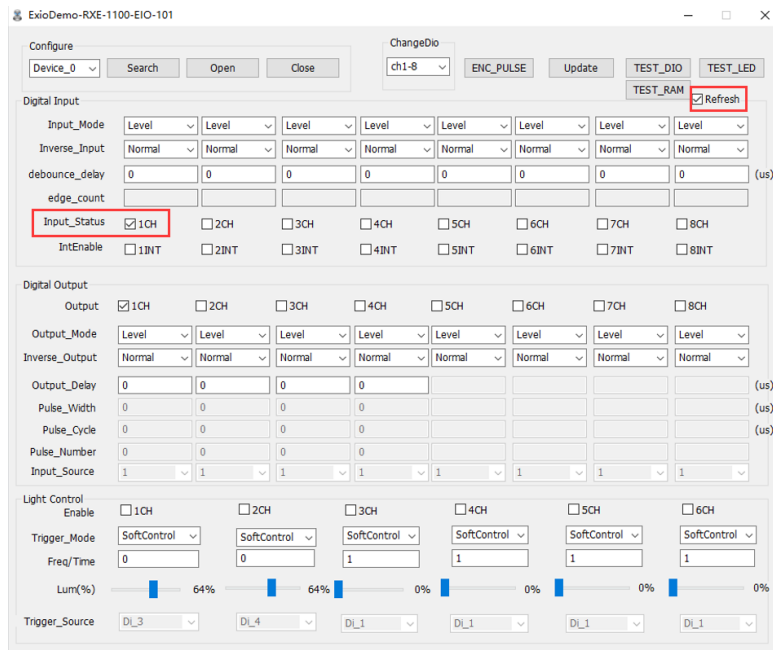 ExioDemo-RXE-1100-EIO-101
Configure
Device_0 Search Open Close
ChangeDio
ch1-8 ENC_PULSE Update TEST_DIO TEST_LED
TEST_RAM Refresh
Digital Input
Input_Mode Level Level Level Level Level Level Level Level
Inverse_Input Normal Normal Normal Normal Normal Normal Normal Normal
debounce_delay 0 0 0 0 0 0 0 0 (us)
edge_count
Input_Status 1CH 2CH 3CH 4CH 5CH 6CH 7CH 8CH
IntEnable 1INT 2INT 3INT 4INT 5INT 6INT 7INT 8INT
Digital Output
Output 1CH 2CH 3CH 4CH 5CH 6CH 7CH 8CH
Output_Mode Level Level Level Level Level Level Level Level
Inverse_Output Normal Normal Normal Normal Normal Normal Normal Normal
Output_Delay 0 0 0 0 (us)
Pulse_Width 0 0 0 0 (us)
Pulse_Cycle 0 0 0 0 (us)
Pulse_Number 0 0 0 0
Input_Source 1 1 1 1 1 1 1 1
Light Control
Enable 1CH 2CH 3CH 4CH 5CH 6CH
Trigger_Mode SoftControl SoftControl SoftControl SoftControl SoftControl SoftControl
Freq/Time 0 0 1 1 1 1
Lum(%) 64% 64% 0% 0% 0% 0%
Trigger_Source Di_3 Di_4 Di_1 Di_1 Di_1 Di_1